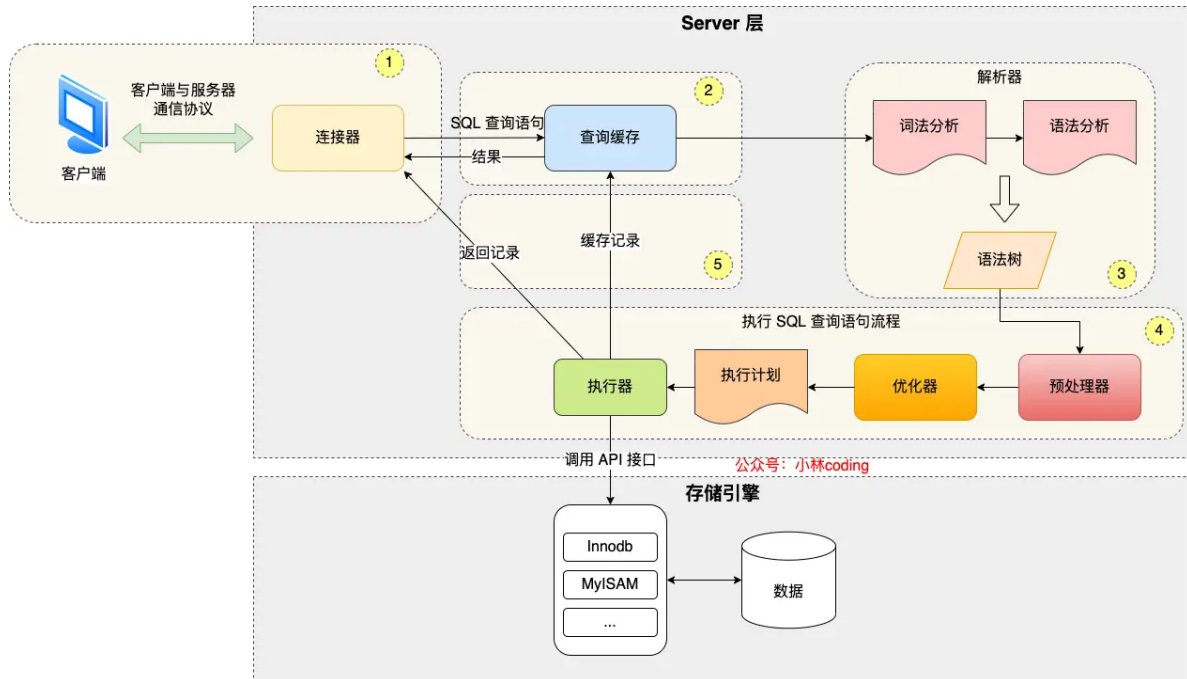 Server 层
1
客户端与服务器
通信协议
客户端
连接器
SQL 查询语句
结果
2
查询缓存
解析器
词法分析
语法分析
语法树
3
返回记录
缓存记录
5
执行 SQL 查询语句流程
4
执行器
执行计划
优化器
预处理器
调用 API 接口
公众号：小林coding
存储引擎
Innodb
MyISAM
...
数据